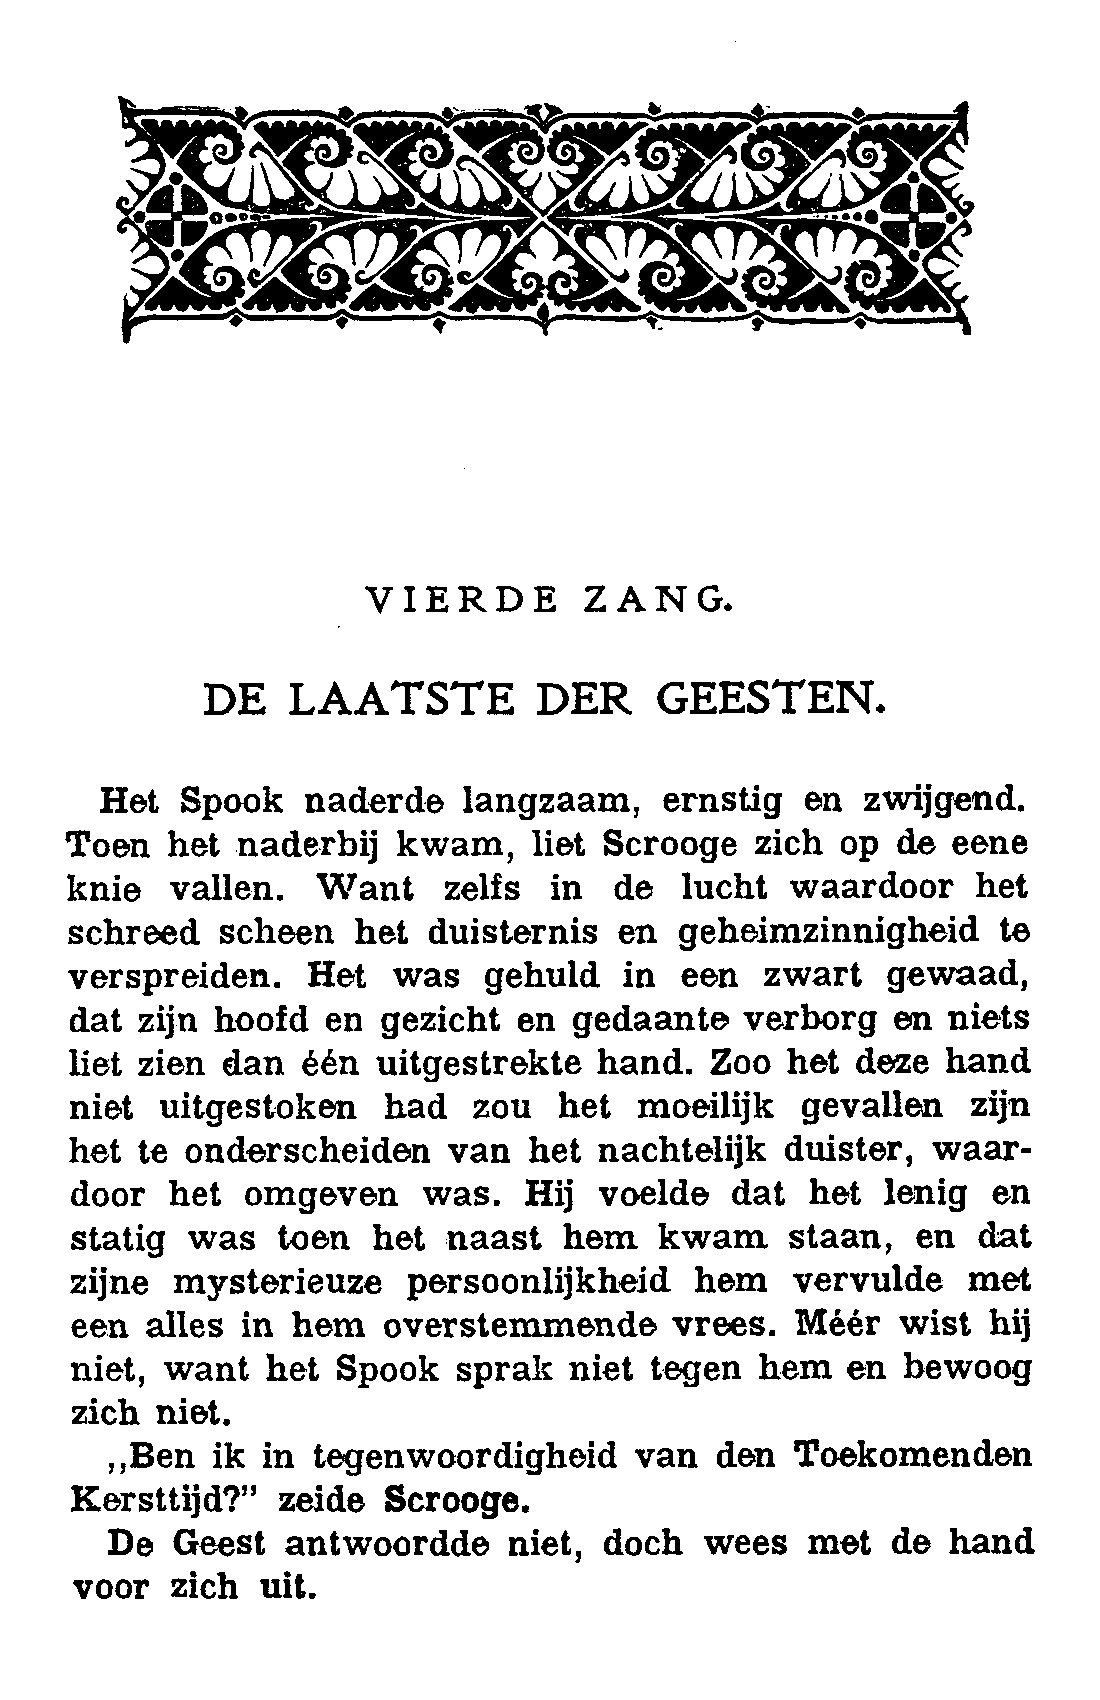 VIERDE ZANG.
DE LAATSTE DER GEESTEN.
Het Spook naderde langzaam, ernstig en zwijgend.
Toen het naderbij kwam, liet Scrooge zich op de eene
knie vallen. Want zelfs in de lucht waardoor het
schreed scheen het duisternis en geheimzinnigheid te
verspreiden. Het was gehuld in een zwart gewaad,
dat zijn hoofd en gezicht en gedaante verborg en niets
liet zien dan één uitgestrekte hand. Zoo het deze hand
niet uitgestoken had zou het moeilijk gevallen zijn
het te onderscheiden van het nachtelijk duister, waar-
door het omgeven was. Hij voelde dat het lenig en
statig was toen het naast hem kwam staan, en dat
zijne mysterieuze persoonlijkheid hem vervulde met
een alles in hem overstemmende vrees. Méér wist hij
niet, want het Spook sprak niet tegen hem en bewoog
zich niet.
,,Ben ik in tegenwoordigheid van den Toekomenden
Kersttijd?” zeide Scrooge.
De Geest antwoordde niet, doch wees met de hand
voor zich uit.